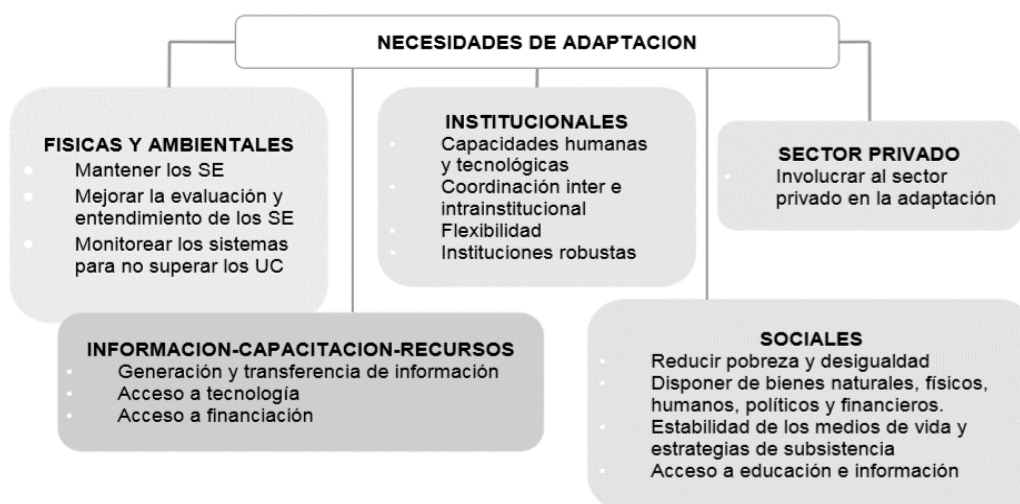 NECESIDADES DE ADAPTACION
FISICAS Y AMBIENTALES
Mantener los SE
Mejorar la evaluación y
entendimiento de los SE
Monitorear los sistemas
para no superar los UC
INSTITUCIONALES
Capacidades humanas
y tecnológicas
Coordinación inter e
intrainstitucional
Flexibilidad
Instituciones robustas
SECTOR PRIVADO
Involucrar al sector
privado en la adaptación
INFORMACION-CAPACITACION-RECURSOS
Generación y transferencia de información
Acceso a tecnología
Acceso a financiación
SOCIALES
Reducir pobreza y desigualdad
Disponer de bienes naturales, físicos,
humanos, políticos y financieros.
Estabilidad de los medios de vida y
estrategias de subsistencia
Acceso a educación e información